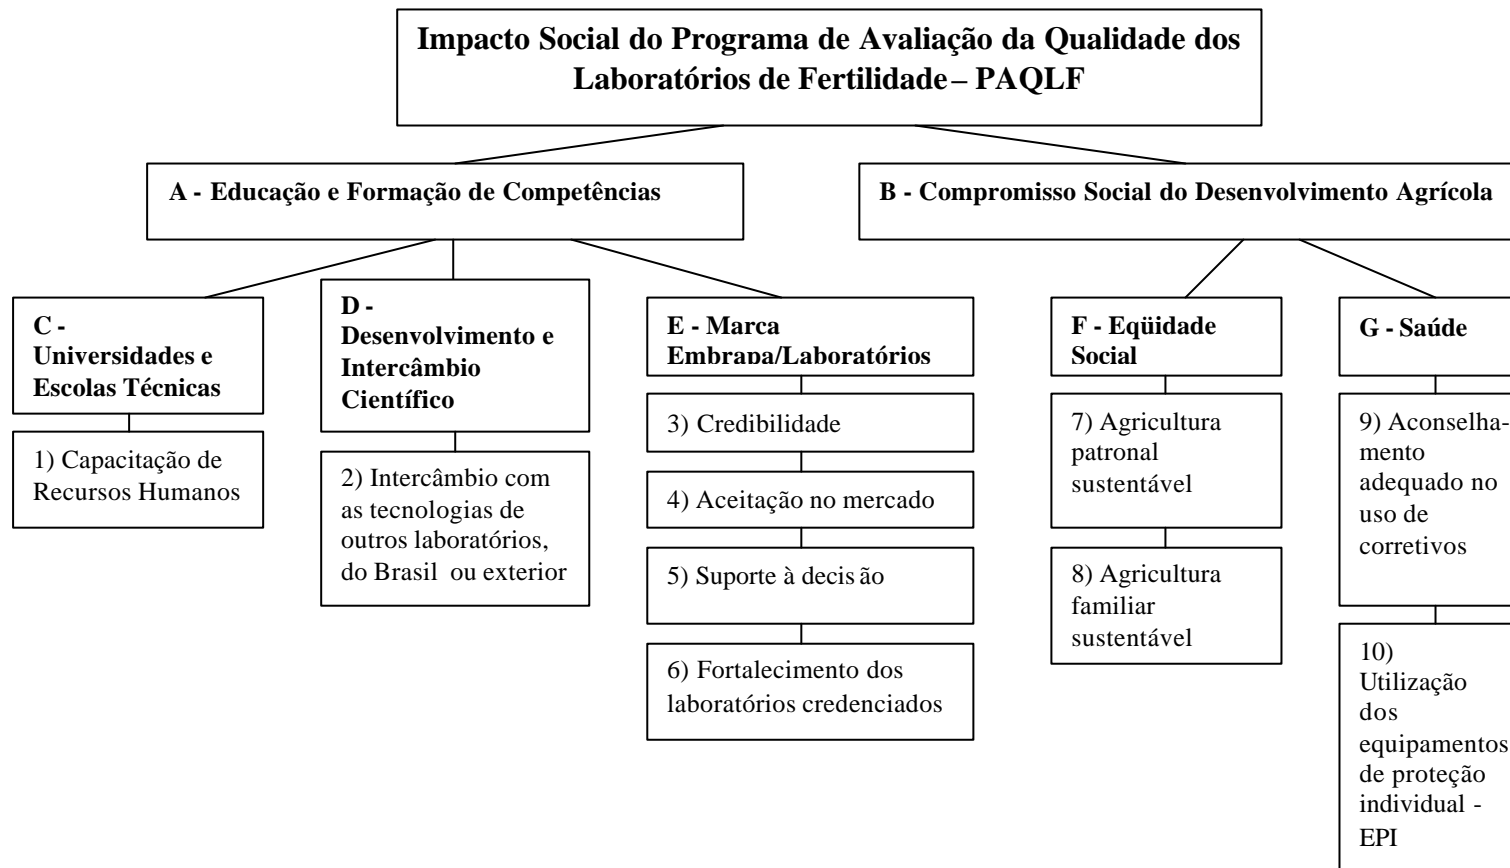 Impacto Social do Programa de Avaliação da Qualidade dos
Laboratórios de Fertilidade – PAQLF
A - Educação e Formação de Competências
B - Compromisso Social do Desenvolvimento Agrícola
C -
Universidades e
Escolas Técnicas
1) Capacitação de
Recursos Humanos
D -
Desenvolvimento e
Intercâmbio
Científico
2) Intercâmbio com
as tecnologias de
outros laboratórios,
do Brasil ou exterior
E - Marca
Embrapa/Laboratórios
3) Credibilidade
4) Aceitação no mercado
5) Suporte à decis ão
6) Fortalecimento dos
laboratórios credenciados
F - Eqüidade
Social
7) Agricultura
patronal
sustentável
8) Agricultura
familiar
sustentável
G - Saúde
9) Aconselha-
mento
adequado no
uso de
corretivos
10)
Utilização
dos
equipamentos
de proteção
individual -
EPI